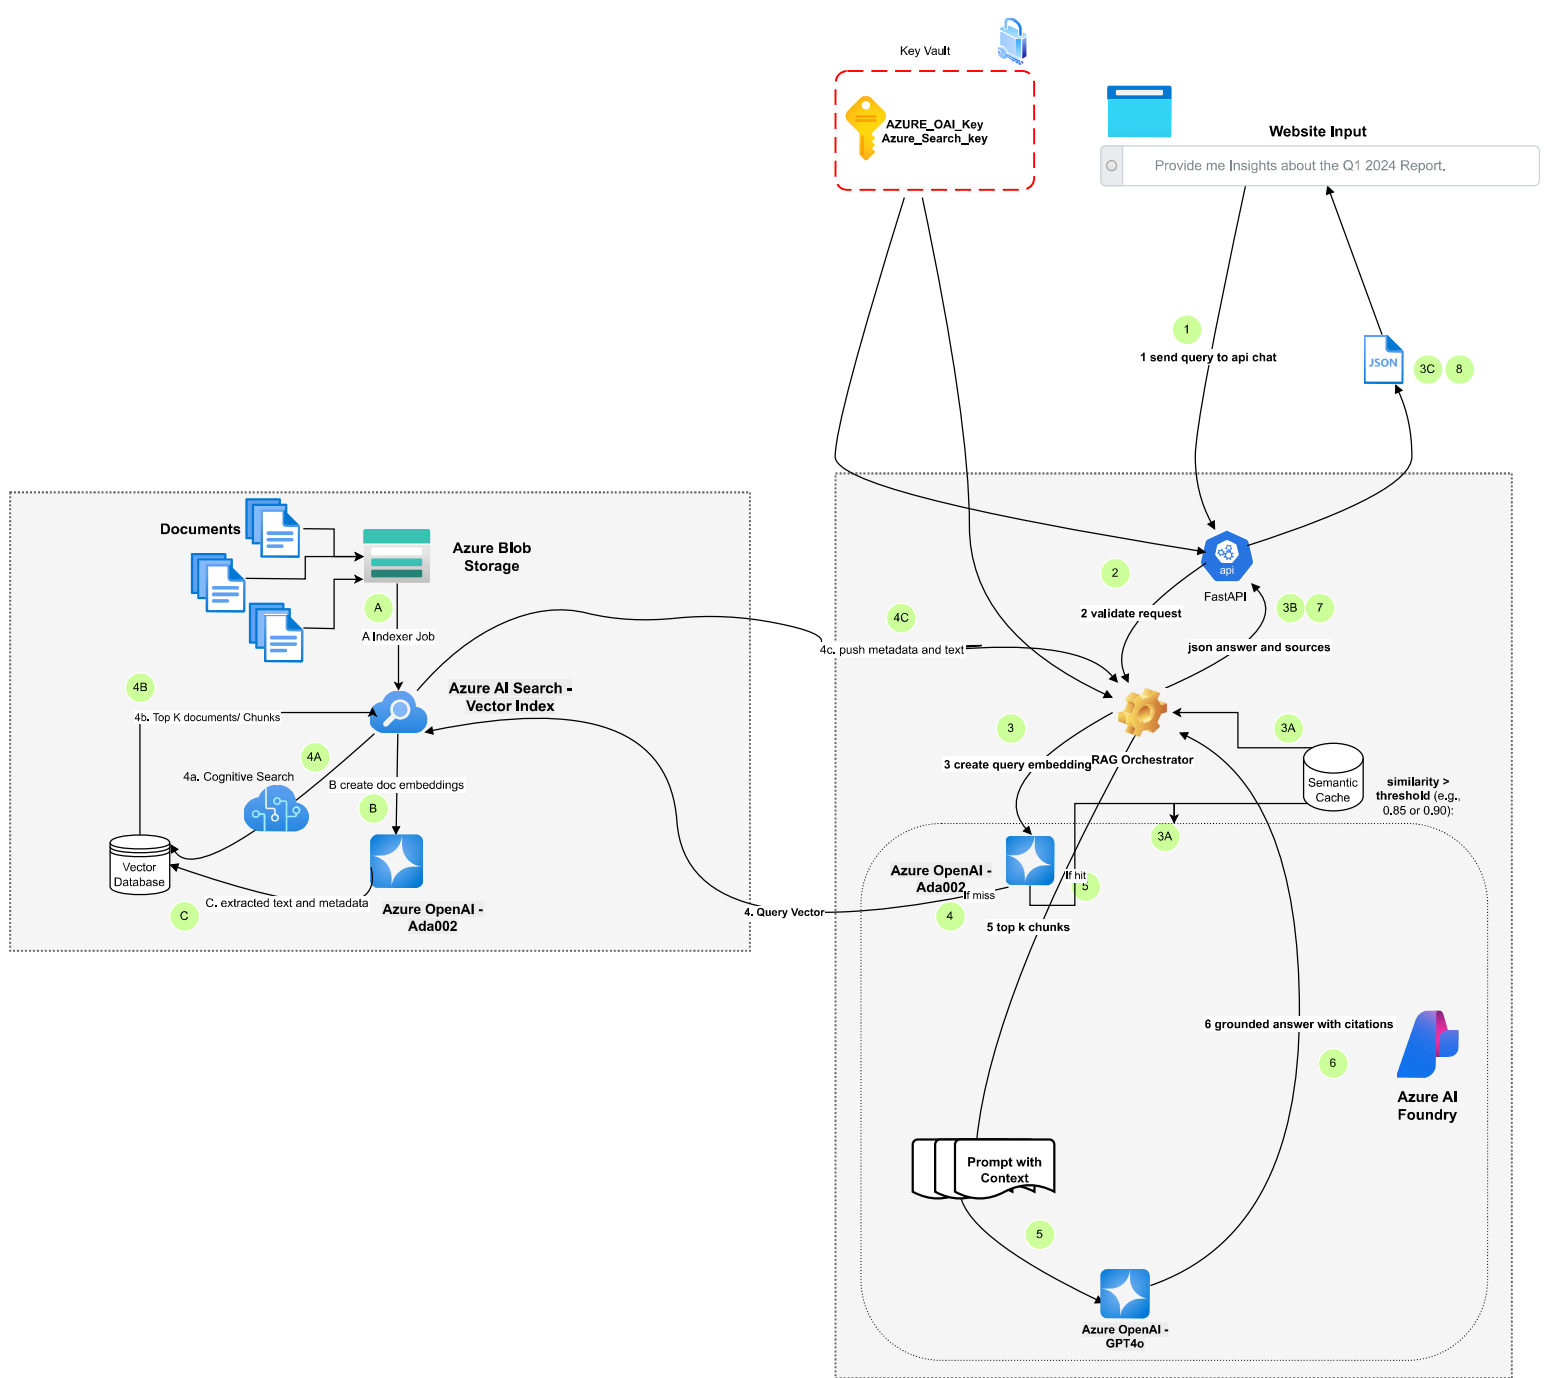 Key Vault
AZURE_OAI_Key
Azure_Search_key
Website Input
Provide me Insights about the Q1 2024 Report.
1
1 send query to api chat
JSON
3C
8
Documents
Azure Blob
Storage
A
A Indexer Job
api
FastAPI
2
2 validate request
3B
7
json answer and sources
4C
4c. push metadata and text
4B
4b. Top K documents/ Chunks
Azure AI Search -
Vector Index
4A
4a. Cognitive Search
B create doc embeddings
B
Vector
Database
C. extracted text and metadata
C
Azure OpenAI -
Ada002
3
3 create query embedding
RAG Orchestrator
3A
Semantic
Cache
similarity >
threshold (e.g.,
0.85 or 0.90):
3A
Azure OpenAI -
Ada002
If hit
5
If miss
4
4. Query Vector
5 top k chunks
6 grounded answer with citations
6
Azure AI
Foundry
Prompt with
Context
5
Azure OpenAI -
GPT4o